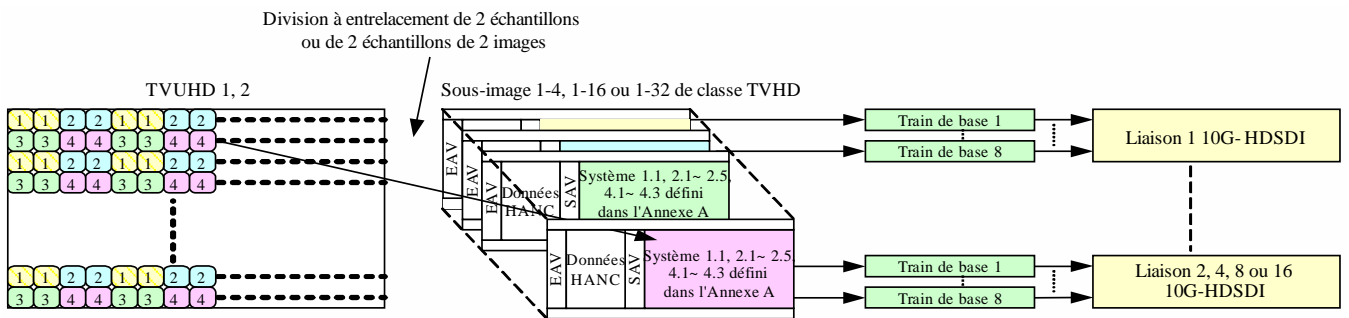 Division à entrelacement de 2 échantillons
ou de 2 échantillons de 2 images
TVUHD 1, 2
Sous-image 1-4, 1-16 ou 1-32 de classe TVHD
1 1 2 2 1 1 2 2
3 3 4 4 3 3 4 4
1 1 2 2 1 1 2 2
3 3 4 4 3 3 4 4
1 1 2 2 1 1 2 2
3 3 4 4 3 3 4 4
EAV
EAV
EAV
Données
HANC
SAV
Système 1.1, 2.1~ 2.5,
4.1~ 4.3 défini
dans l'Annexe A
EAV
Données
HANC
SAV
Système 1.1, 2.1~ 2.5,
4.1~ 4.3 défini
dans l'Annexe A
Train de base 1
Train de base 8
Train de base 1
Train de base 8
Liaison 1 10G- HDSDI
Liaison 2, 4, 8 ou 16
10G-HDSDI